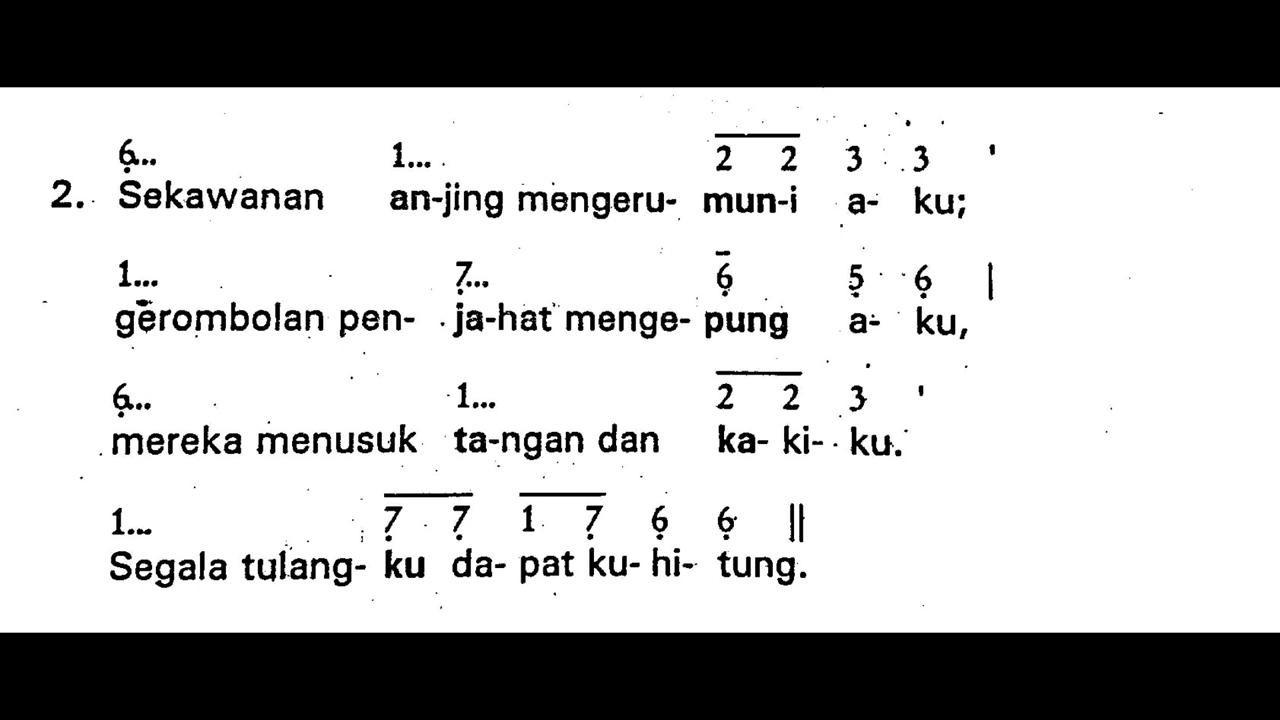 6̣... 1... 2 2 3 3 '
2. Sekawanan an-jing mengeru- mun-i a- ku;
1... 7̣... 6̣ 5̣ 6̣ |
gerombolan pen- ja-hat menge- pung a- ku,
6̣... 1... 2 2 3 '
mereka menusuk ta-ngan dan ka- ki- ku.
1... 7̣ 7̣ 1 7̣ 6̣ 6̣ ||
Segala tulang- ku da- pat ku- hi- tung.